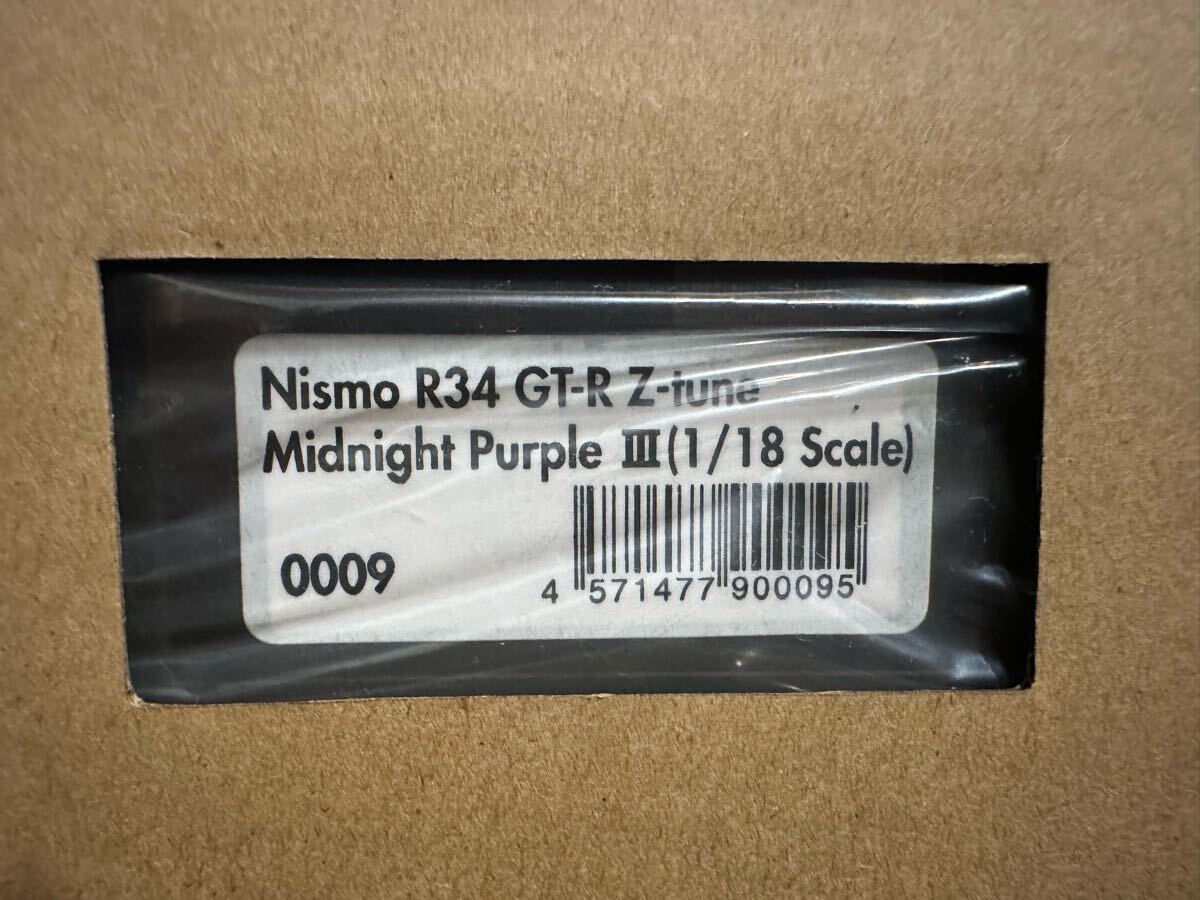 Nismo R34 GT-R Z-tune
Midnight Purple III(1/18 Scale)
0009
4 571477 900095